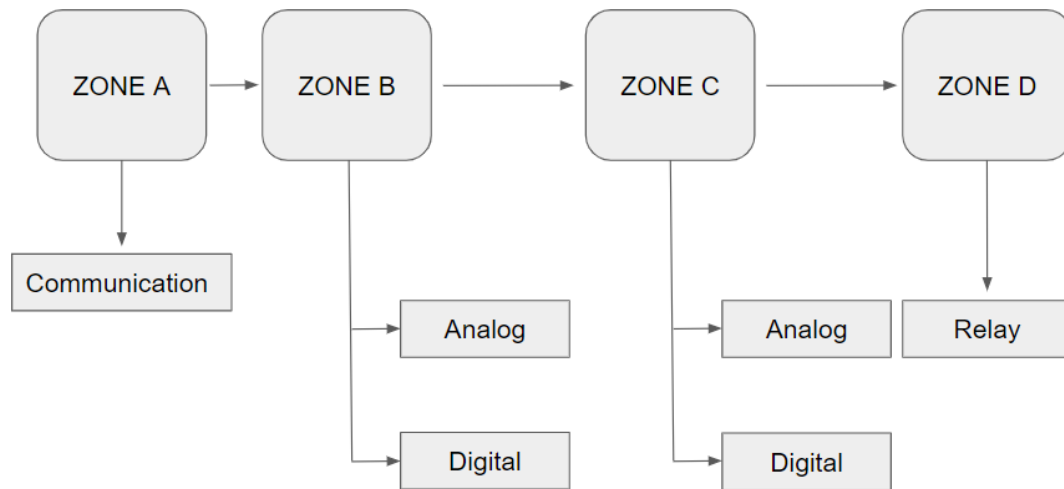 ZONE A
ZONE B
ZONE C
ZONE D
Communication
Analog
Analog
Relay
Digital
Digital